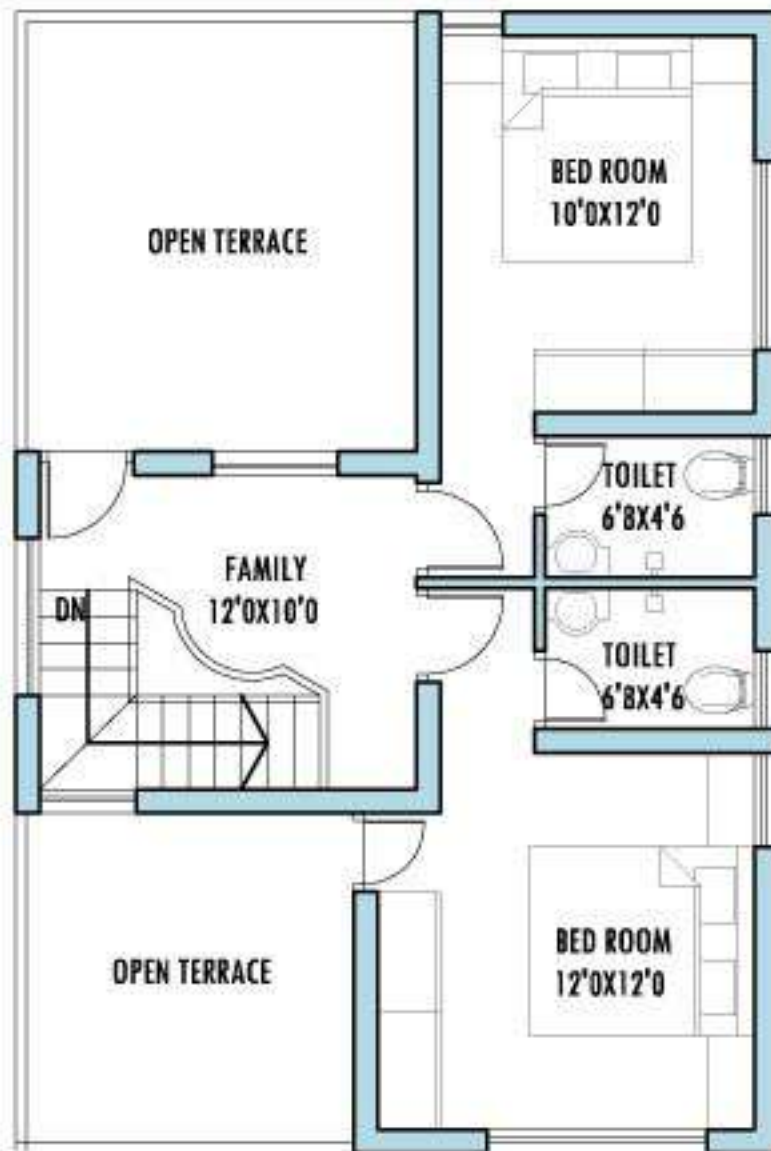 BED ROOM
10'0X12'0
OPEN TERRACE
TOILET
6'8X4'6
FAMILY
12'0X10'0
DN
TOILET
6'8X4'6
BED ROOM
12'0X12'0
OPEN TERRACE